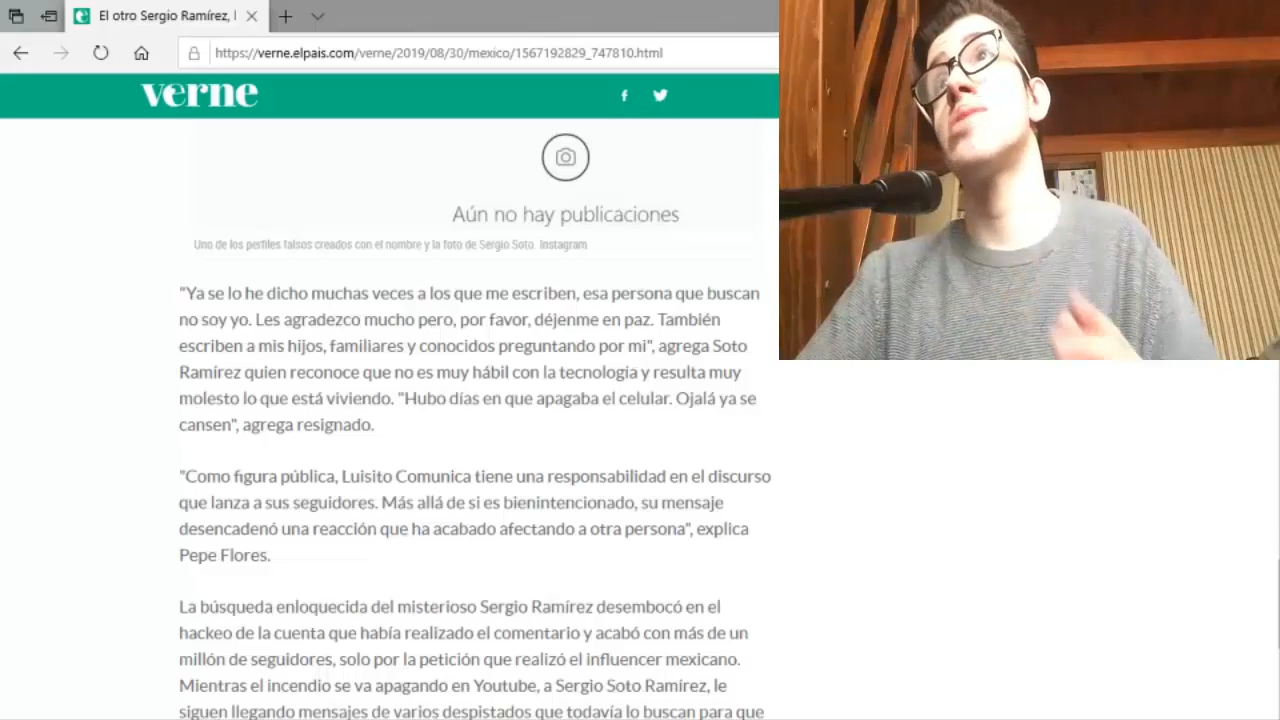 El otro Sergio Ramírez, l
https://verne.elpais.com/verne/2019/08/30/mexico/1567192829_747810.html
verne
Aún no hay publicaciones
Uno de los perfiles falsos creados con el nombre y la foto de Sergio Soto. Instagram
"Ya se lo he dicho muchas veces a los que me escriben, esa persona que buscan
no soy yo. Les agradezco mucho pero, por favor, déjenme en paz. También
escriben a mis hijos, familiares y conocidos preguntando por mi", agrega Soto
Ramírez quien reconoce que no es muy hábil con la tecnologia y resulta muy
molesto lo que está viviendo. "Hubo días en que apagaba el celular. Ojalá ya se
cansen", agrega resignado.
"Como figura pública, Luisito Comunica tiene una responsabilidad en el discurso
que lanza a sus seguidores. Más allá de si es bienintencionado, su mensaje
desencadenó una reacción que ha acabado afectando a otra persona", explica
Pepe Flores.
La búsqueda enloquecida del misterioso Sergio Ramírez desembocó en el
hackeo de la cuenta que había realizado el comentario y acabó con más de un
millón de seguidores, solo por la petición que realizó el influencer mexicano.
Mientras el incendio se va apagando en Youtube, a Sergio Soto Ramírez, le
siguen llegando mensajes de varios despistados que todavía lo buscan para que